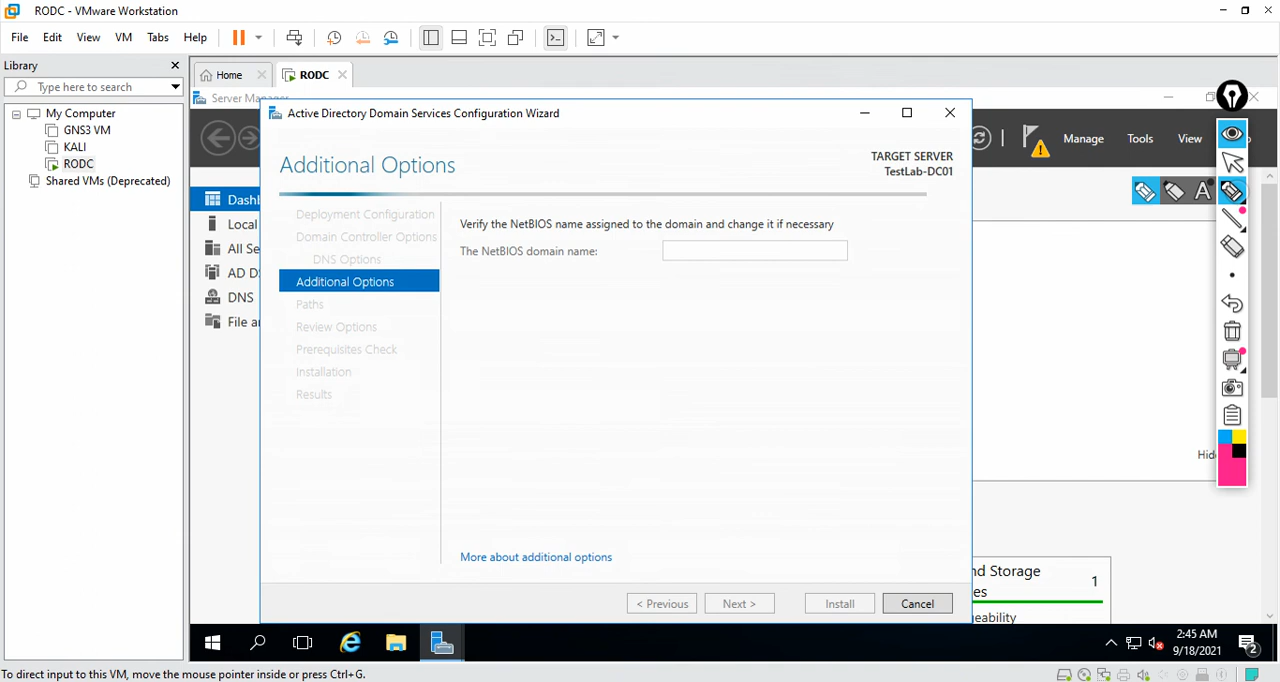 RODC - VMware Workstation
File Edit View VM Tabs Help
Library
Type here to search
My Computer
GNS3 VM
KALI
RODC
Shared VMs (Deprecated)
Home
RODC
Server Manager
Manage Tools View
Dashb
Local
All Se
AD D
DNS
File an
Active Directory Domain Services Configuration Wizard
Additional Options
TARGET SERVER
TestLab-DC01
Deployment Configuration
Domain Controller Options
DNS Options
Additional Options
Paths
Review Options
Prerequisites Check
Installation
Results
Verify the NetBIOS name assigned to the domain and change it if necessary
The NetBIOS domain name:
More about additional options
< Previous Next > Install Cancel
A
Hid
nd Storage
es
1
eability
2:45 AM
9/18/2021
2
To direct input to this VM, move the mouse pointer inside or press Ctrl+G.